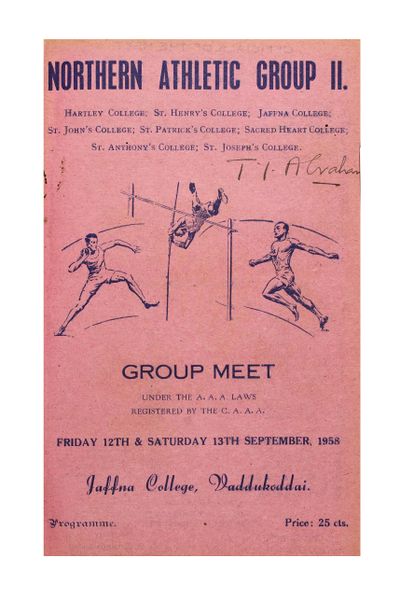 NORTHERN ATHLETIC GROUP II.
HARTLEY COLLEGE; ST. HENRY'S COLLEGE; JAFFNA COLLEGE;
ST. JOHN'S COLLEGE; ST. PATRICK'S COLLEGE; SACRED HEART COLLEGE;
ST. ANTHONY'S COLLEGE; ST. JOSEPH'S COLLEGE.
T. I. Abraham
GROUP MEET
UNDER THE A. A. A LAWS
REGISTERED BY THE C. A. A. A.
FRIDAY 12TH & SATURDAY 13TH SEPTEMBER, 1958
Jaffna College, Vaddukoddai.
Programme. Price: 25 cts.